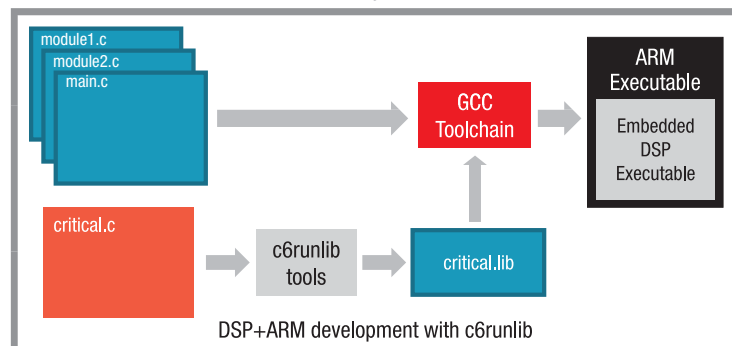 module1.c
module2.c
main.c
GCC
Toolchain
ARM
Executable
Embedded
DSP
Executable
critical.c
c6runlib
tools
critical.lib
DSP+ARM development with c6runlib